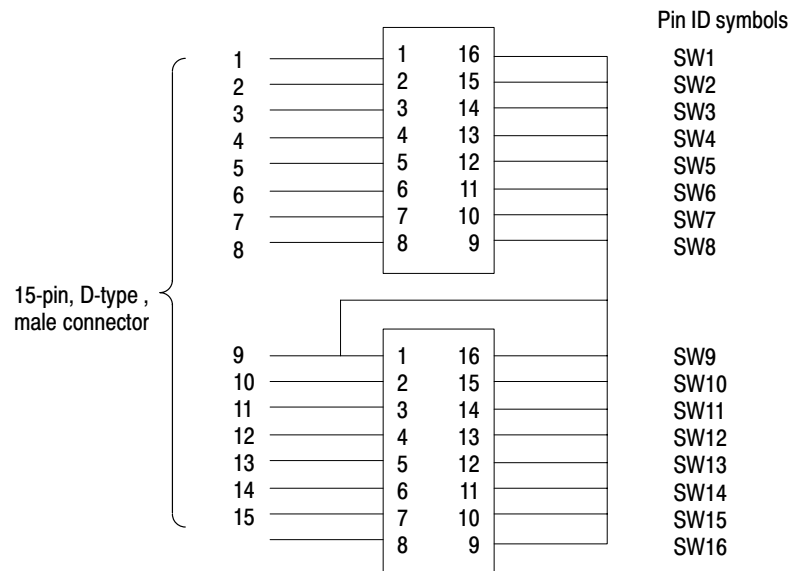 Pin ID symbols
1 1 16 SW1
2 2 15 SW2
3 3 14 SW3
4 4 13 SW4
5 5 12 SW5
6 6 11 SW6
7 7 10 SW7
8 8 9 SW8
15-pin, D-type ,
male connector
9 1 16 SW9
10 2 15 SW10
11 3 14 SW11
12 4 13 SW12
13 5 12 SW13
14 6 11 SW14
15 7 10 SW15
8 9 SW16